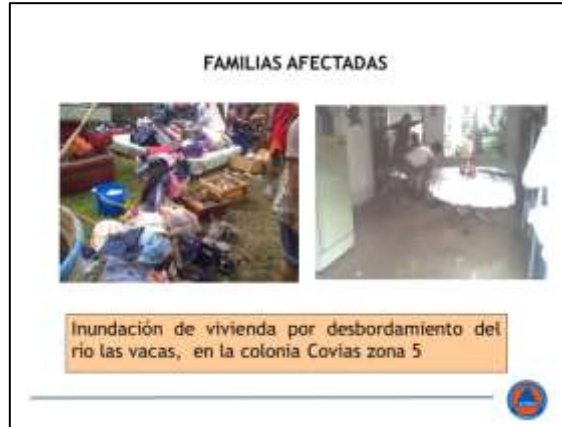 FAMILIAS AFECTADAS
Inundación de vivienda por desbordamiento del
rio las vacas, en la colonia Covias zona 5